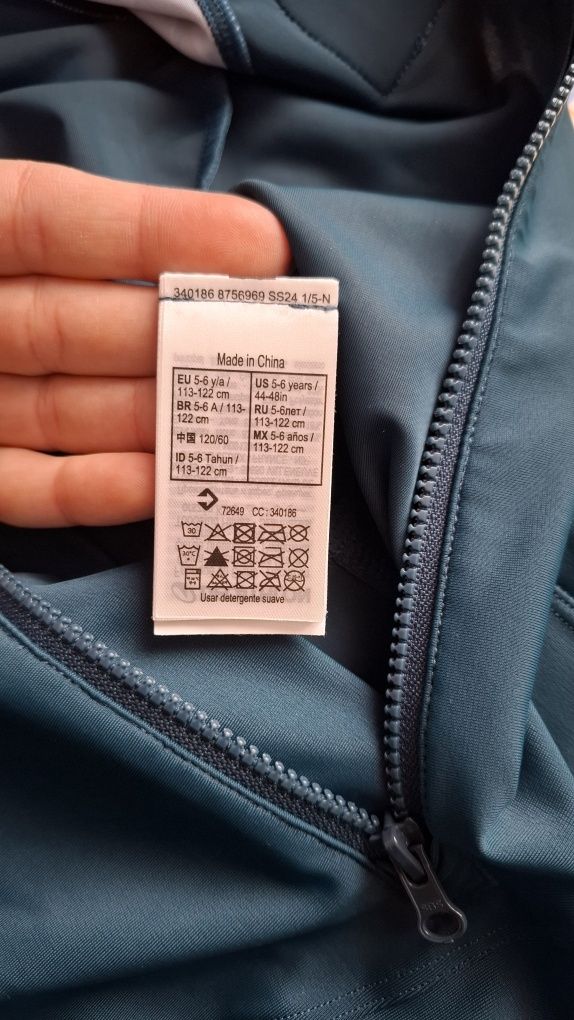 340186 8756969 SS24 1/5-N
Made in China
EU 5-6 y/a /
113-122 cm
BR 5-6 A / 113-
122 cm
中国 120/60
ID 5-6 Tahun /
113-122 cm
US 5-6 years /
44-48in
RU 5-6лет /
113-122 cm
MX 5-6 años /
113-122 cm
72649 CC : 340186
30
30°C
Usar detergente suave